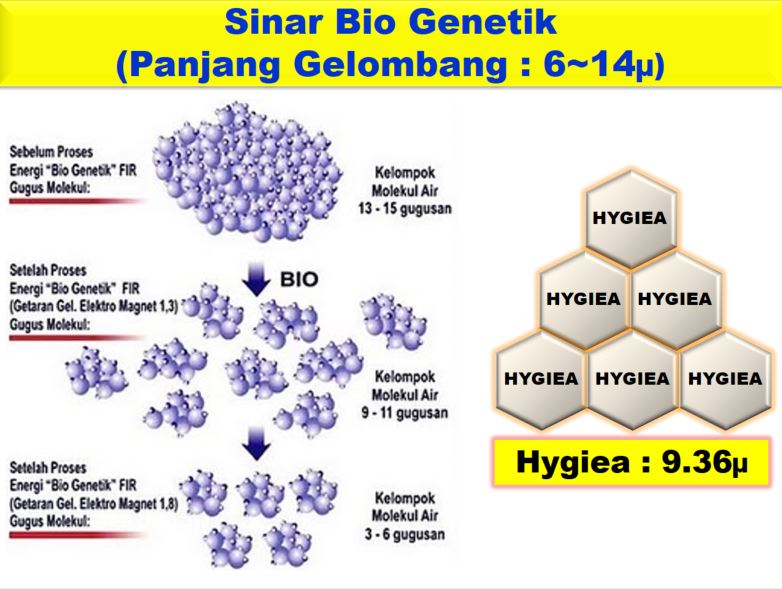 Sinar Bio Genetik
(Panjang Gelombang : 6~14µ)
Sebelum Proses
Energi "Bio Genetik" FIR
Gugus Molekul:
Kelompok
Molekul Air
13 - 15 gugusan
BIO
Setelah Proses
Energi "Bio Genetik" FIR
(Getaran Gel. Elektro Magnet 1,3)
Gugus Molekul:
Kelompok
Molekul Air
9 - 11 gugusan
Setelah Proses
Energi "Bio Genetik" FIR
(Getaran Gel. Elektro Magnet 1,8)
Gugus Molekul:
Kelompok
Molekul Air
3 - 6 gugusan
HYGIEA
HYGIEA HYGIEA
HYGIEA HYGIEA HYGIEA
Hygiea : 9.36µ